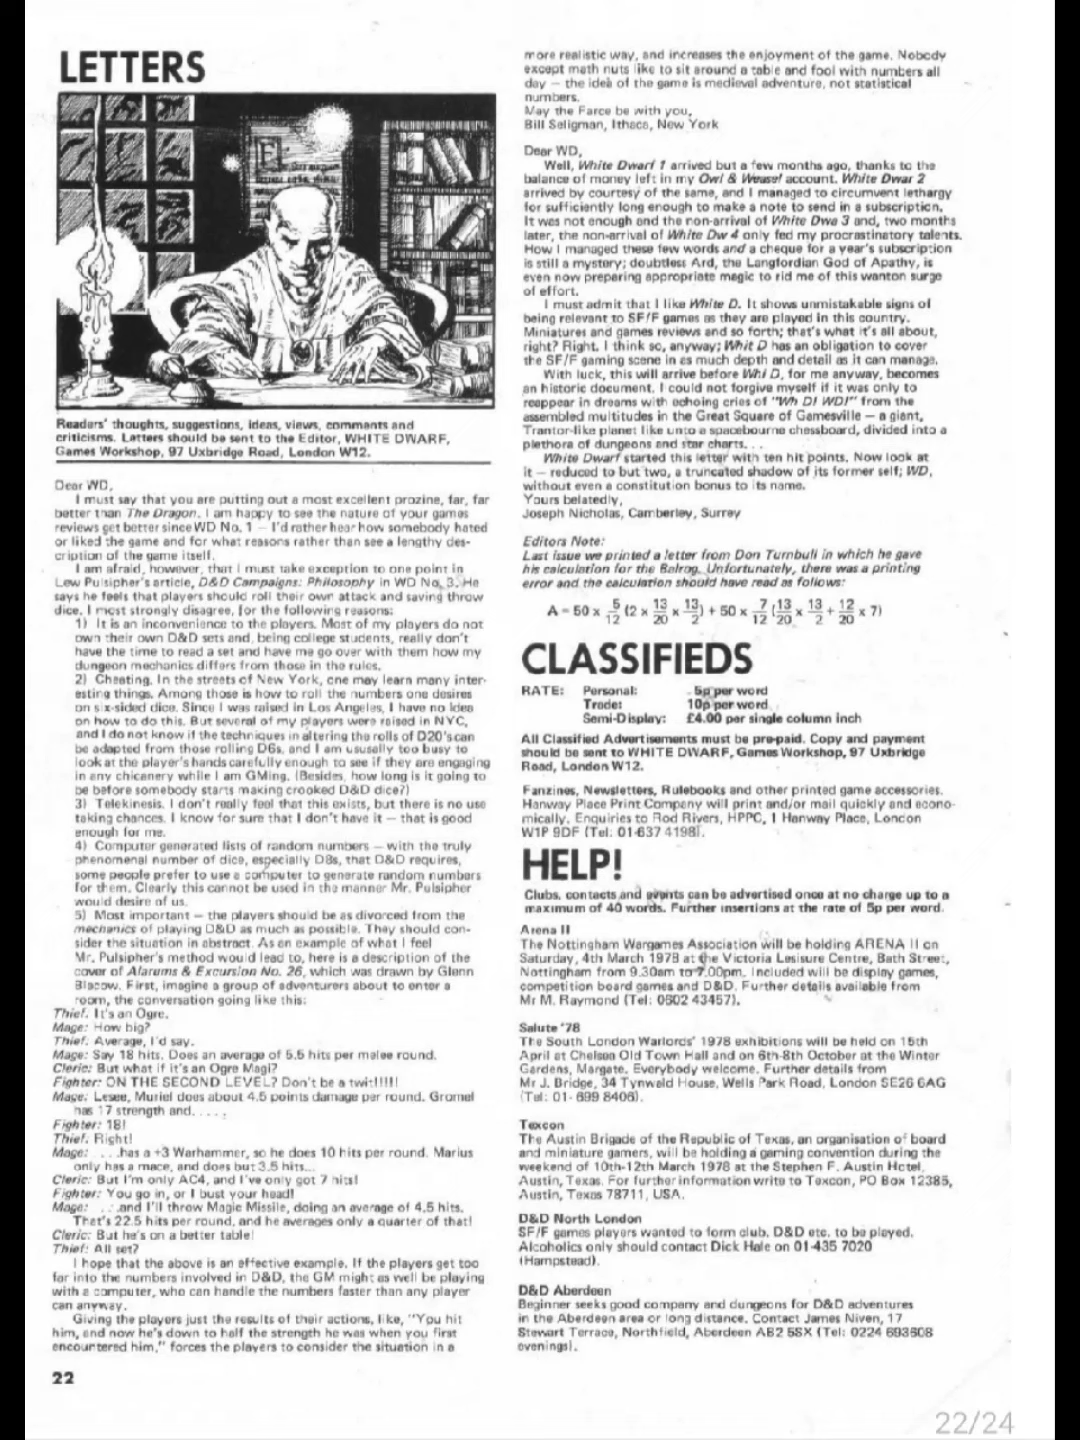 LETTERS
Readers' thoughts, suggestions, ideas, views, comments and
criticisms. Letters should be sent to the Editor, WHITE DWARF,
Games Workshop, 97 Uxbridge Road, London W12.
Dear WD,
I must say that you are putting out a most excellent prozine, far, far
better than The Dragon. I am happy to see the nature of your games
reviews get better since WD No. 1 — I'd rather hear how somebody hated
or liked the game and for what reasons rather than see a lengthy des-
cription of the game itself.
I am afraid, however, that I must take exception to one point in
Lew Pulsipher's article, D&D Campaigns: Philosophy in WD No. 3. He
says he feels that players should roll their own attack and saving throw
dice. I most strongly disagree, for the following reasons:
1) It is an inconvenience to the players. Most of my players do not
own their own D&D sets and, being college students, really don't
have the time to read a set and have me go over with them how my
dungeon mechanics differs from those in the rules.
2) Cheating. In the streets of New York, one may learn many inter-
esting things. Among those is how to roll the numbers one desires
on six-sided dice. Since I was raised in Los Angeles, I have no idea
on how to do this. But several of my players were raised in NYC,
and I do not know if the techniques in altering the rolls of D20's can
be adapted from those rolling D6s, and I am ususally too busy to
look at the player's hands carefully enough to see if they are engaging
in any chicanery while I am GMing. (Besides, how long is it going to
be before somebody starts making crooked D&D dice?)
3) Telekinesis. I don't really feel that this exists, but there is no use
taking chances. I know for sure that I don't have it — that is good
enough for me.
4) Computer generated lists of random numbers — with the truly
phenomenal number of dice, especially D8s, that D&D requires,
some people prefer to use a computer to generate random numbers
for them. Clearly this cannot be used in the manner Mr. Pulsipher
would desire of us.
5) Most important — the players should be as divorced from the
mechanics of playing D&D as much as possible. They should con-
sider the situation in abstract. As an example of what I feel
Mr. Pulsipher's method would lead to, here is a description of the
cover of Alarums & Excursion No. 26, which was drawn by Glenn
Blacow. First, imagine a group of adventurers about to enter a
room, the conversation going like this:
Thief: It's an Ogre.
Mage: How big?
Thief: Average, I'd say.
Mage: Say 18 hits. Does an average of 5.5 hits per melee round.
Cleric: But what if it's an Ogre Magi?
Fighter: ON THE SECOND LEVEL? Don't be a twit!!!!!
Mage: Lesee, Muriel does about 4.5 points damage per round. Gromel
has 17 strength and. . . . .
Fighter: 18!
Thief: Right!
Mage: . . .has a +3 Warhammer, so he does 10 hits per round. Marius
only has a mace, and does but 3.5 hits...
Cleric: But I'm only AC4, and I've only got 7 hits!
Fighter: You go in, or I bust your head!
Mage: . . .and I'll throw Magic Missile, doing an average of 4.5 hits.
That's 22.5 hits per round, and he averages only a quarter of that!
Cleric: But he's on a better table!
Thief: All set?
I hope that the above is an effective example. If the players get too
far into the numbers involved in D&D, the GM might as well be playing
with a computer, who can handle the numbers faster than any player
can anyway.
Giving the players just the results of their actions, like, "You hit
him, and now he's down to half the strength he was when you first
encountered him," forces the players to consider the situation in a
22
more realistic way, and increases the enjoyment of the game. Nobody
except math nuts like to sit around a table and fool with numbers all
day — the idea of the game is medieval adventure, not statistical
numbers.
May the Farce be with you,
Bill Seligman, Ithaca, New York
Dear WD,
Well, White Dwarf 1 arrived but a few months ago, thanks to the
balance of money left in my Owl & Weasel account. White Dwar 2
arrived by courtesy of the same, and I managed to circumvent lethargy
for sufficiently long enough to make a note to send in a subscription.
It was not enough and the non-arrival of White Dwa 3 and, two months
later, the non-arrival of White Dw 4 only fed my procrastinatory talents.
How I managed these few words and a cheque for a year's subscription
is still a mystery; doubtless Ard, the Langfordian God of Apathy, is
even now preparing appropriate magic to rid me of this wanton surge
of effort.
I must admit that I like White D. It shows unmistakable signs of
being relevant to SF/F games as they are played in this country.
Miniatures and games reviews and so forth; that's what it's all about,
right? Right. I think so, anyway; Whit D has an obligation to cover
the SF/F gaming scene in as much depth and detail as it can manage.
With luck, this will arrive before Whi D, for me anyway, becomes
an historic document. I could not forgive myself if it was only to
reappear in dreams with echoing cries of "Wh D! WD!" from the
assembled multitudes in the Great Square of Gamesville — a giant,
Trantor-like planet like unto a spacebourne chessboard, divided into a
plethora of dungeons and star charts. . .
White Dwarf started this letter with ten hit points. Now look at
it — reduced to but two, a truncated shadow of its former self; WD,
without even a constitution bonus to its name.
Yours belatedly,
Joseph Nicholas, Camberley, Surrey
Editors Note:
Last issue we printed a letter from Don Turnbull in which he gave
his calculation for the Balrog. Unfortunately, there was a printing
error and the calculation should have read as follows:
A = 50 x 5/12 (2 x 13/20 x 13/2) + 50 x 7/12 (13/20 x 13/2 + 12/20 x 7)
CLASSIFIEDS
RATE: Personal: 5p per word
Trade: 10p per word
Semi-Display: £4.00 per single column inch
All Classified Advertisements must be pre-paid. Copy and payment
should be sent to WHITE DWARF, Games Workshop, 97 Uxbridge
Road, London W12.
Fanzines, Newsletters, Rulebooks and other printed game accessories.
Hanway Place Print Company will print and/or mail quickly and econo-
mically. Enquiries to Rod Rivers, HPPC, 1 Hanway Place, London
W1P 9DF (Tel: 01-637 4198).
HELP!
Clubs, contacts and events can be advertised once at no charge up to a
maximum of 40 words. Further insertions at the rate of 5p per word.
Arena II
The Nottingham Wargames Association will be holding ARENA II on
Saturday, 4th March 1978 at the Victoria Leisure Centre, Bath Street,
Nottingham from 9.30am to 7.00pm. Included will be display games,
competition board games and D&D. Further details available from
Mr M. Raymond (Tel: 0602 43457).
Salute '78
The South London Warlords' 1978 exhibitions will be held on 15th
April at Chelsea Old Town Hall and on 6th-8th October at the Winter
Gardens, Margate. Everybody welcome. Further details from
Mr J. Bridge, 34 Tynwald House, Wells Park Road, London SE26 6AG
(Tel: 01- 699 8406).
Texcon
The Austin Brigade of the Republic of Texas, an organisation of board
and miniature gamers, will be holding a gaming convention during the
weekend of 10th-12th March 1978 at the Stephen F. Austin Hotel,
Austin, Texas. For further information write to Texcon, PO Box 12385,
Austin, Texas 78711, USA.
D&D North London
SF/F games players wanted to form club. D&D etc. to be played.
Alcoholics only should contact Dick Hale on 01-435 7020
(Hampstead).
D&D Aberdeen
Beginner seeks good company and dungeons for D&D adventures
in the Aberdeen area or long distance. Contact James Niven, 17
Stewart Terrace, Northfield, Aberdeen AB2 5SX (Tel: 0224 693608
evenings).
22/24